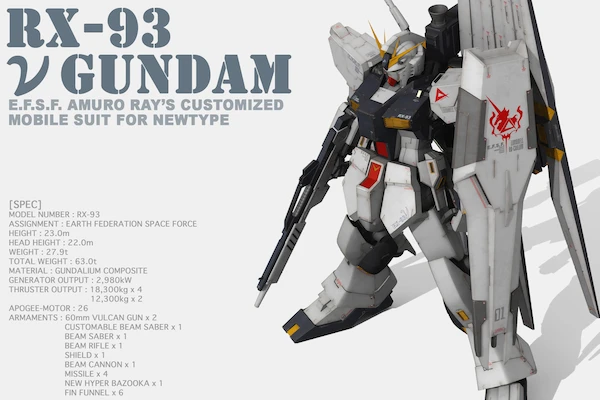 RX-93
ν GUNDAM
E.F.S.F. AMURO RAY'S CUSTOMIZED
MOBILE SUIT FOR NEWTYPE
[SPEC]
MODEL NUMBER : RX-93
ASSIGNMENT : EARTH FEDERATION SPACE FORCE
HEIGHT : 23.0m
HEAD HEIGHT : 22.0m
WEIGHT : 27.9t
TOTAL WEIGHT : 63.0t
MATERIAL : GUNDALIUM COMPOSITE
GENERATOR OUTPUT : 2,980kW
THRUSTER OUTPUT : 18,300kg x 4
12,300kg x 2
APOGEE-MOTOR : 26
ARMAMENTS : 60mm VULCAN GUN x 2
CUSTOMABLE BEAM SABER x 1
BEAM SABER x 1
BEAM RIFLE x 1
SHIELD x 1
BEAM CANNON x 1
MISSILE x 4
NEW HYPER BAZOOKA x 1
FIN FUNNEL x 6
RX-93